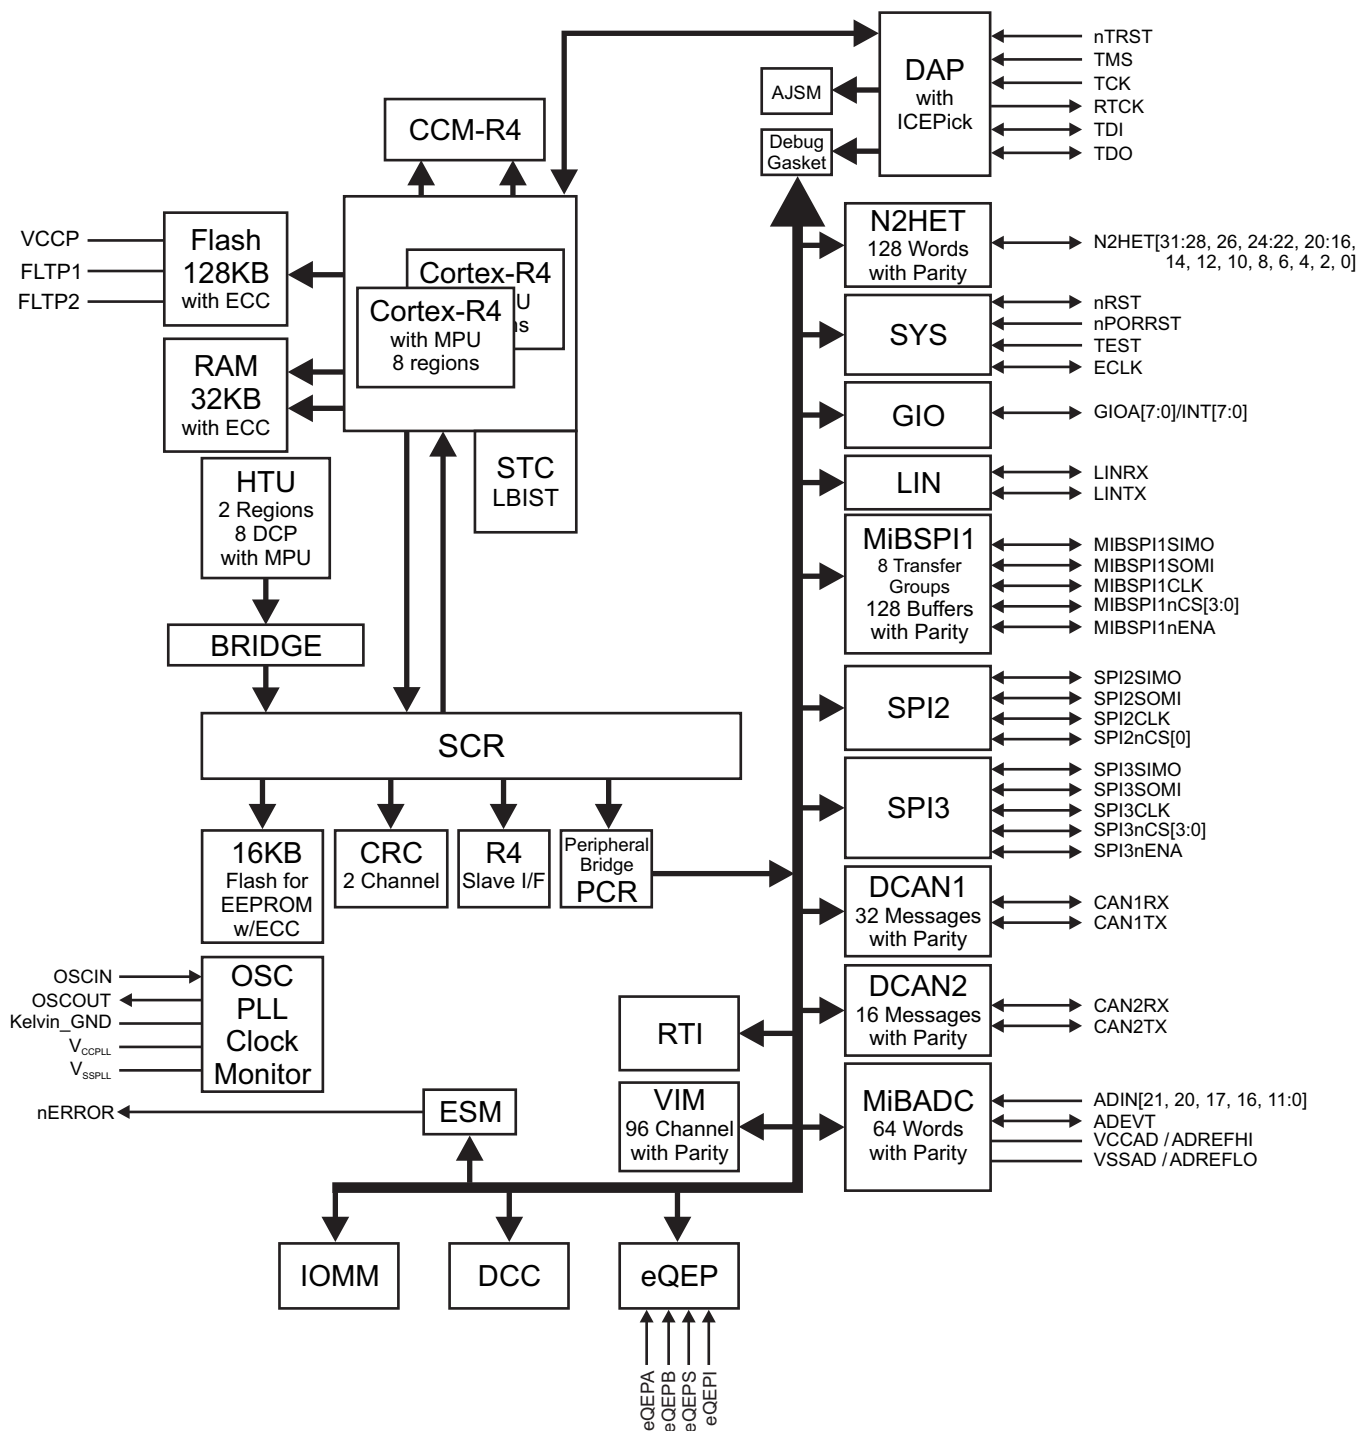 DAP
with
ICEPick
nTRST
TMS
TCK
RTCK
TDI
TDO
AJSM
Debug
Gasket
CCM-R4
VCCP
FLTP1
FLTP2
Flash
128KB
with ECC
Cortex-R4
U
ns
Cortex-R4
with MPU
8 regions
RAM
32KB
with ECC
STC
LBIST
HTU
2 Regions
8 DCP
with MPU
BRIDGE
SCR
16KB
Flash for
EEPROM
w/ECC
CRC
2 Channel
R4
Slave I/F
Peripheral
Bridge
PCR
OSCIN
OSCOUT
Kelvin_GND
VCCPLL
VSSPLL
OSC
PLL
Clock
Monitor
nERROR
ESM
RTI
VIM
96 Channel
with Parity
IOMM
DCC
eQEP
eQEPA
eQEPB
eQEPS
eQEPI
N2HET
128 Words
with Parity
N2HET[31:28, 26, 24:22, 20:16,
14, 12, 10, 8, 6, 4, 2, 0]
SYS
nRST
nPORRST
TEST
ECLK
GIO
GIOA[7:0]/INT[7:0]
LIN
LINRX
LINTX
MiBSPI1
8 Transfer
Groups
128 Buffers
with Parity
MIBSPI1SIMO
MIBSPI1SOMI
MIBSPI1CLK
MIBSPI1nCS[3:0]
MIBSPI1nENA
SPI2
SPI2SIMO
SPI2SOMI
SPI2CLK
SPI2nCS[0]
SPI3
SPI3SIMO
SPI3SOMI
SPI3CLK
SPI3nCS[3:0]
SPI3nENA
DCAN1
32 Messages
with Parity
CAN1RX
CAN1TX
DCAN2
16 Messages
with Parity
CAN2RX
CAN2TX
MiBADC
64 Words
with Parity
ADIN[21, 20, 17, 16, 11:0]
ADEVT
VCCAD / ADREFHI
VSSAD / ADREFLO